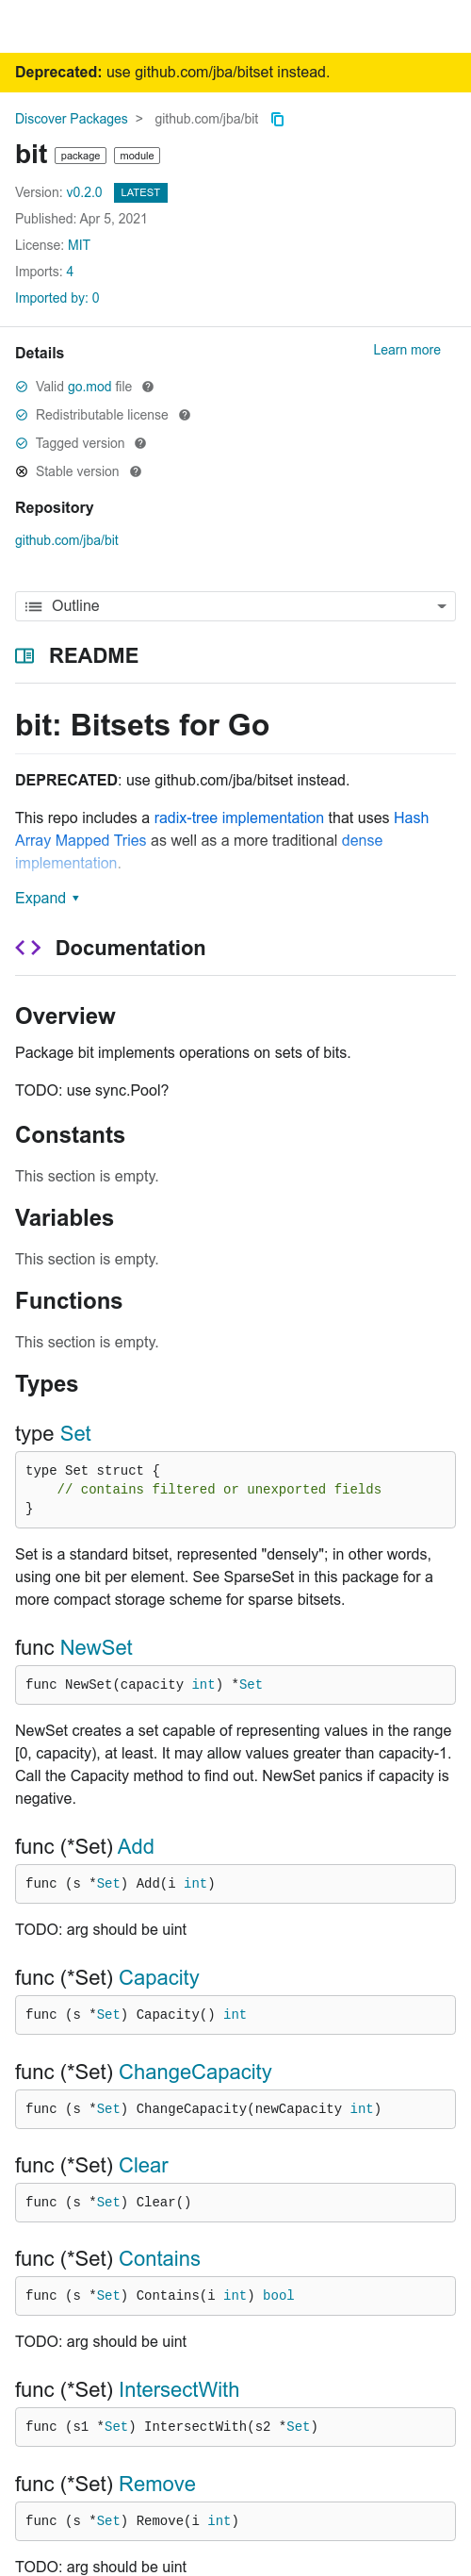 Deprecated: use github.com/jba/bitset instead.
Discover Packages > github.com/jba/bit
bit package module
Version: v0.2.0 LATEST
Published: Apr 5, 2021
License: MIT
Imports: 4
Imported by: 0
Details
Learn more
Valid go.mod file
Redistributable license
Tagged version
Stable version
Repository
github.com/jba/bit
Outline
README
bit: Bitsets for Go
DEPRECATED: use github.com/jba/bitset instead.
This repo includes a radix-tree implementation that uses Hash
Array Mapped Tries as well as a more traditional dense
implementation.
Expand ▼
Documentation
Overview
Package bit implements operations on sets of bits.
TODO: use sync.Pool?
Constants
This section is empty.
Variables
This section is empty.
Functions
This section is empty.
Types
type Set
type Set struct {
    // contains filtered or unexported fields
}
Set is a standard bitset, represented "densely"; in other words,
using one bit per element. See SparseSet in this package for a
more compact storage scheme for sparse bitsets.
func NewSet
func NewSet(capacity int) *Set
NewSet creates a set capable of representing values in the range
[0, capacity), at least. It may allow values greater than capacity-1.
Call the Capacity method to find out. NewSet panics if capacity is
negative.
func (*Set) Add
func (s *Set) Add(i int)
TODO: arg should be uint
func (*Set) Capacity
func (s *Set) Capacity() int
func (*Set) ChangeCapacity
func (s *Set) ChangeCapacity(newCapacity int)
func (*Set) Clear
func (s *Set) Clear()
func (*Set) Contains
func (s *Set) Contains(i int) bool
TODO: arg should be uint
func (*Set) IntersectWith
func (s1 *Set) IntersectWith(s2 *Set)
func (*Set) Remove
func (s *Set) Remove(i int)
TODO: arg should be uint